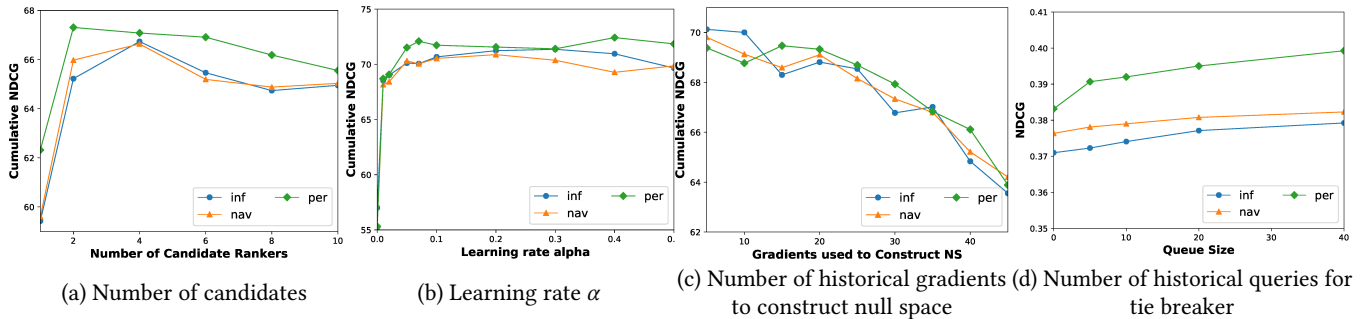 68
66
64
62
60
Cumulative NDCG
2 4 6 8 10
Number of Candidate Rankers
inf
nav
per
(a) Number of candidates
75
70
65
60
55
Cumulative NDCG
0.0 0.1 0.2 0.3 0.4 0.
Learning rate alpha
inf
nav
per
(b) Learning rate α
70
68
66
64
62
Cumulative NDCG
10 20 30 40
Gradients used to Construct NS
inf
nav
per
(c) Number of historical gradients
to construct null space
0.41
0.40
0.39
0.38
0.37
0.36
0.35
NDCG
0 10 20 30 40
Queue Size
inf
nav
per
(d) Number of historical queries for
tie breaker